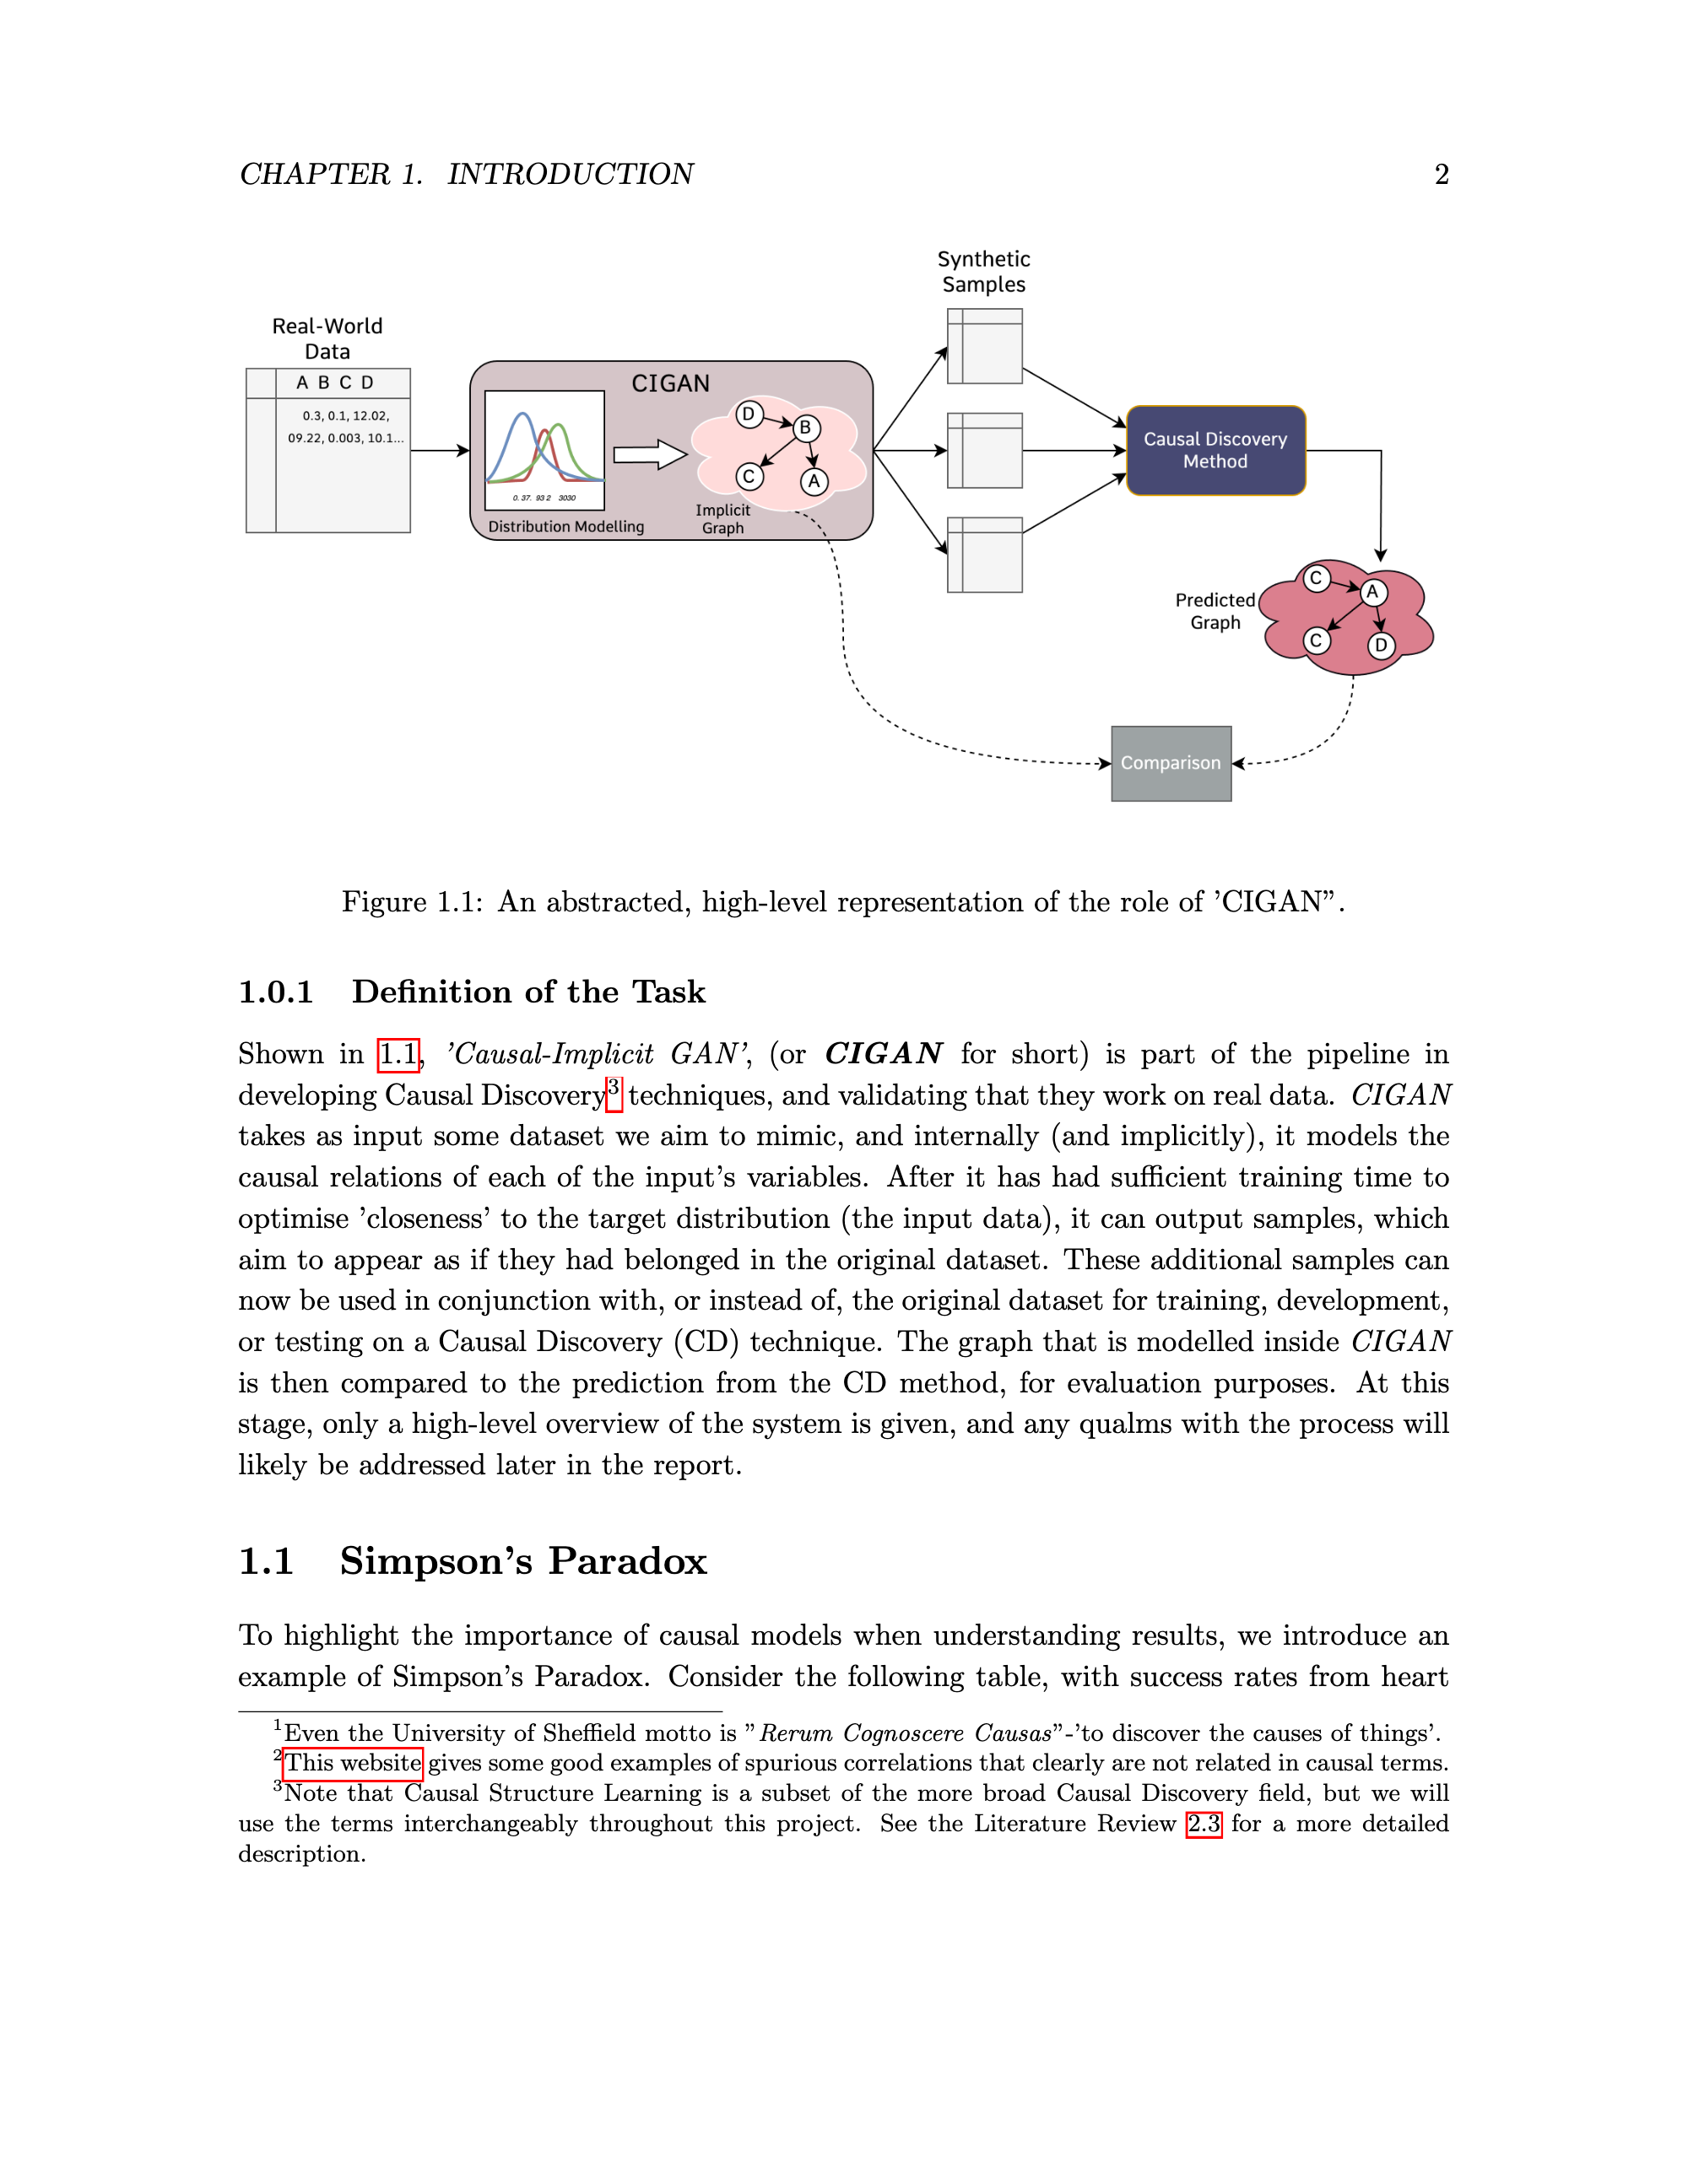 CHAPTER 1. INTRODUCTION 2
Synthetic
Samples
Real-World
Data
A B C D
0.3, 0.1, 12.02,
09.22, 0.003, 10.1...
CIGAN
D
B
C
A
0. 37. 93 2 3030
Distribution Modelling
Implicit
Graph
Causal Discovery
Method
Predicted
Graph
C
A
C
D
Comparison
Figure 1.1: An abstracted, high-level representation of the role of ’CIGAN”.
1.0.1 Definition of the Task
Shown in 1.1, ’Causal-Implicit GAN’, (or CIGAN for short) is part of the pipeline in
developing Causal Discovery3 techniques, and validating that they work on real data. CIGAN
takes as input some dataset we aim to mimic, and internally (and implicitly), it models the
causal relations of each of the input’s variables. After it has had sufficient training time to
optimise ’closeness’ to the target distribution (the input data), it can output samples, which
aim to appear as if they had belonged in the original dataset. These additional samples can
now be used in conjunction with, or instead of, the original dataset for training, development,
or testing on a Causal Discovery (CD) technique. The graph that is modelled inside CIGAN
is then compared to the prediction from the CD method, for evaluation purposes. At this
stage, only a high-level overview of the system is given, and any qualms with the process will
likely be addressed later in the report.
1.1 Simpson’s Paradox
To highlight the importance of causal models when understanding results, we introduce an
example of Simpson’s Paradox. Consider the following table, with success rates from heart
1Even the University of Sheffield motto is ”Rerum Cognoscere Causas”-’to discover the causes of things’.
2This website gives some good examples of spurious correlations that clearly are not related in causal terms.
3Note that Causal Structure Learning is a subset of the more broad Causal Discovery field, but we will
use the terms interchangeably throughout this project. See the Literature Review 2.3 for a more detailed
description.